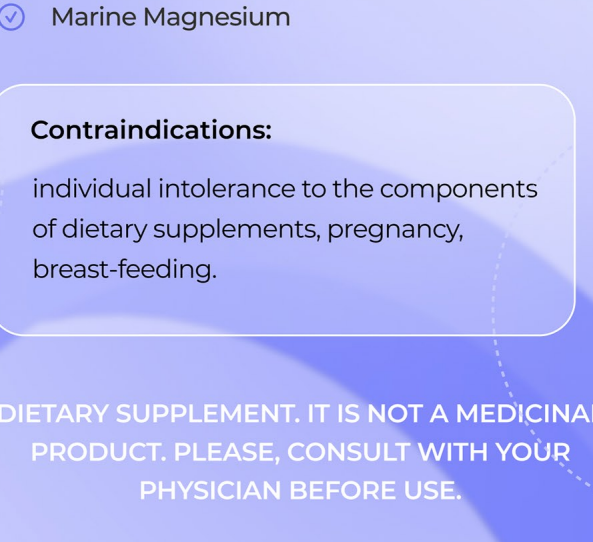 Marine Magnesium
Contraindications:
individual intolerance to the components
of dietary supplements, pregnancy,
breast-feeding.
DIETARY SUPPLEMENT. IT IS NOT A MEDICINAL
PRODUCT. PLEASE, CONSULT WITH YOUR
PHYSICIAN BEFORE USE.